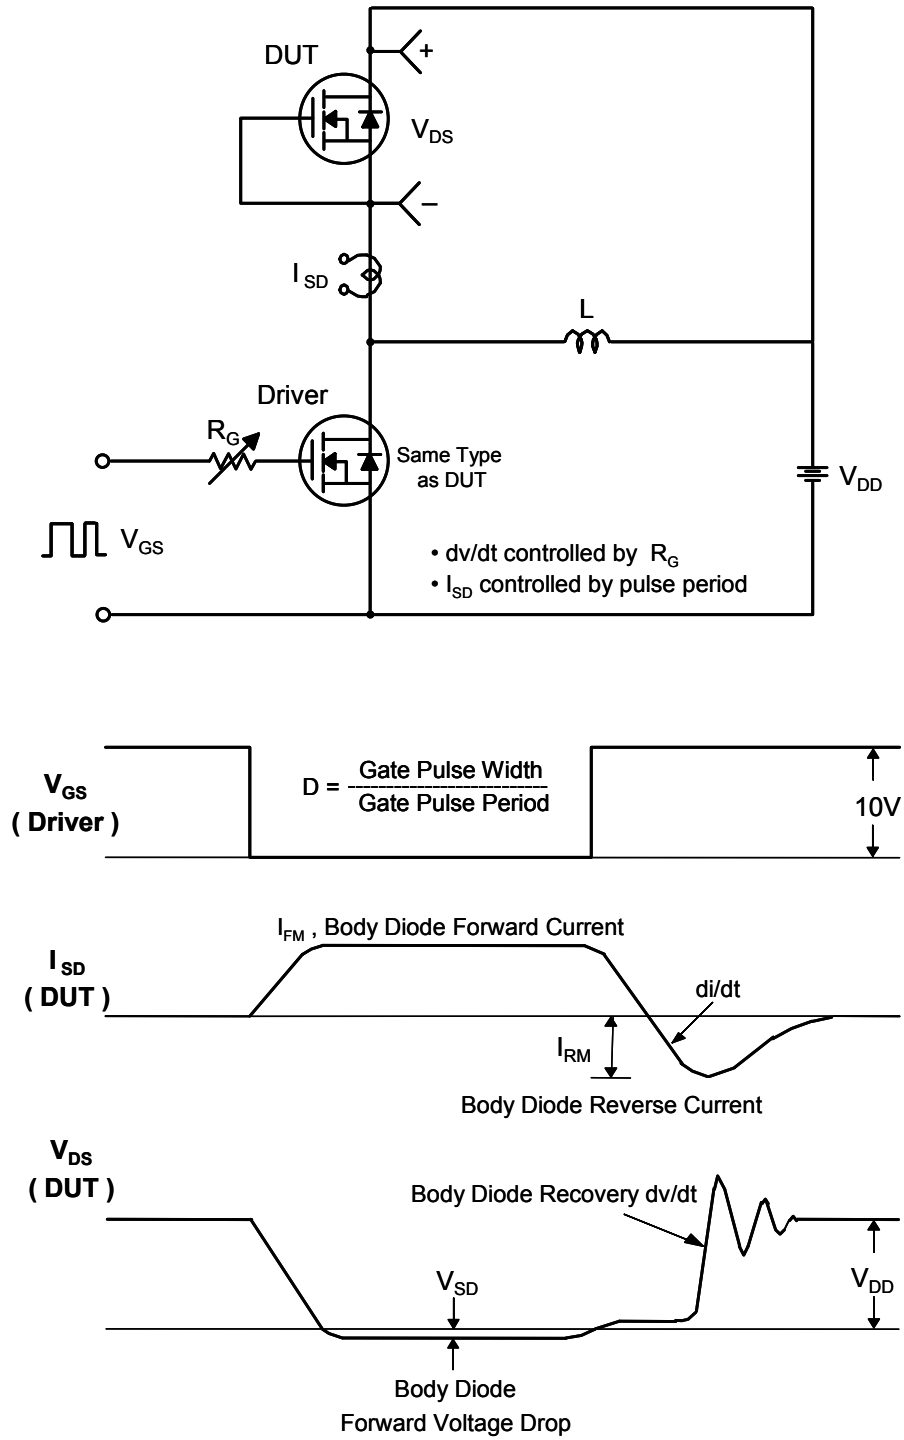 DUT
+
V_DS
−
I_SD
L
Driver
R_G
Same Type
as DUT
V_DD
V_GS
• dv/dt controlled by R_G
• I_SD controlled by pulse period
V_GS
( Driver )
D = Gate Pulse Width
--------------------------
Gate Pulse Period
10V
I_FM , Body Diode Forward Current
I_SD
( DUT )
di/dt
I_RM
Body Diode Reverse Current
V_DS
( DUT )
Body Diode Recovery dv/dt
V_SD
V_DD
Body Diode
Forward Voltage Drop